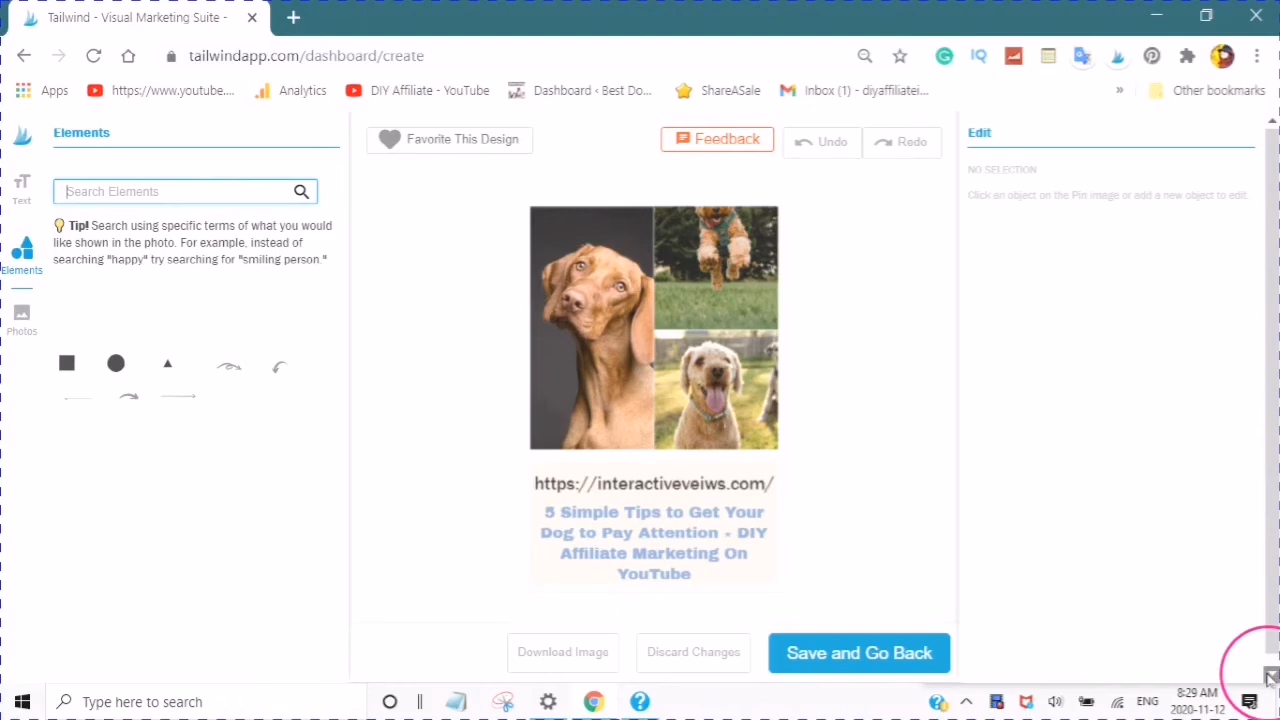 Tailwind - Visual Marketing Suite -
tailwindapp.com/dashboard/create
Apps
https://www.youtube....
Analytics
DIY Affiliate - YouTube
Dashboard ‹ Best Do...
ShareASale
Inbox (1) - diyaffiliatei...
»
Other bookmarks
Elements
Favorite This Design
Feedback
Undo
Redo
Edit
Text
Search Elements
Tip! Search using specific terms of what you would
like shown in the photo. For example, instead of
searching "happy" try searching for "smiling person."
Elements
Photos
NO SELECTION
Click an object on the Pin image or add a new object to edit.
https://interactiveveiws.com/
5 Simple Tips to Get Your
Dog to Pay Attention - DIY
Affiliate Marketing On
YouTube
Download Image
Discard Changes
Save and Go Back
Type here to search
ENG
8:29 AM
2020-11-12